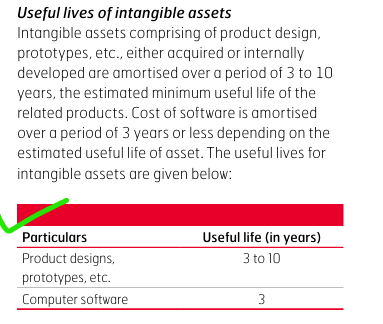 Useful lives of intangible assets
Intangible assets comprising of product design,
prototypes, etc., either acquired or internally
developed are amortised over a period of 3 to 10
years, the estimated minimum useful life of the
related products. Cost of software is amortised
over a period of 3 years or less depending on the
estimated useful life of asset. The useful lives for
intangible assets are given below:
Particulars Useful life (in years)
Product designs, 3 to 10
prototypes, etc.
Computer software 3